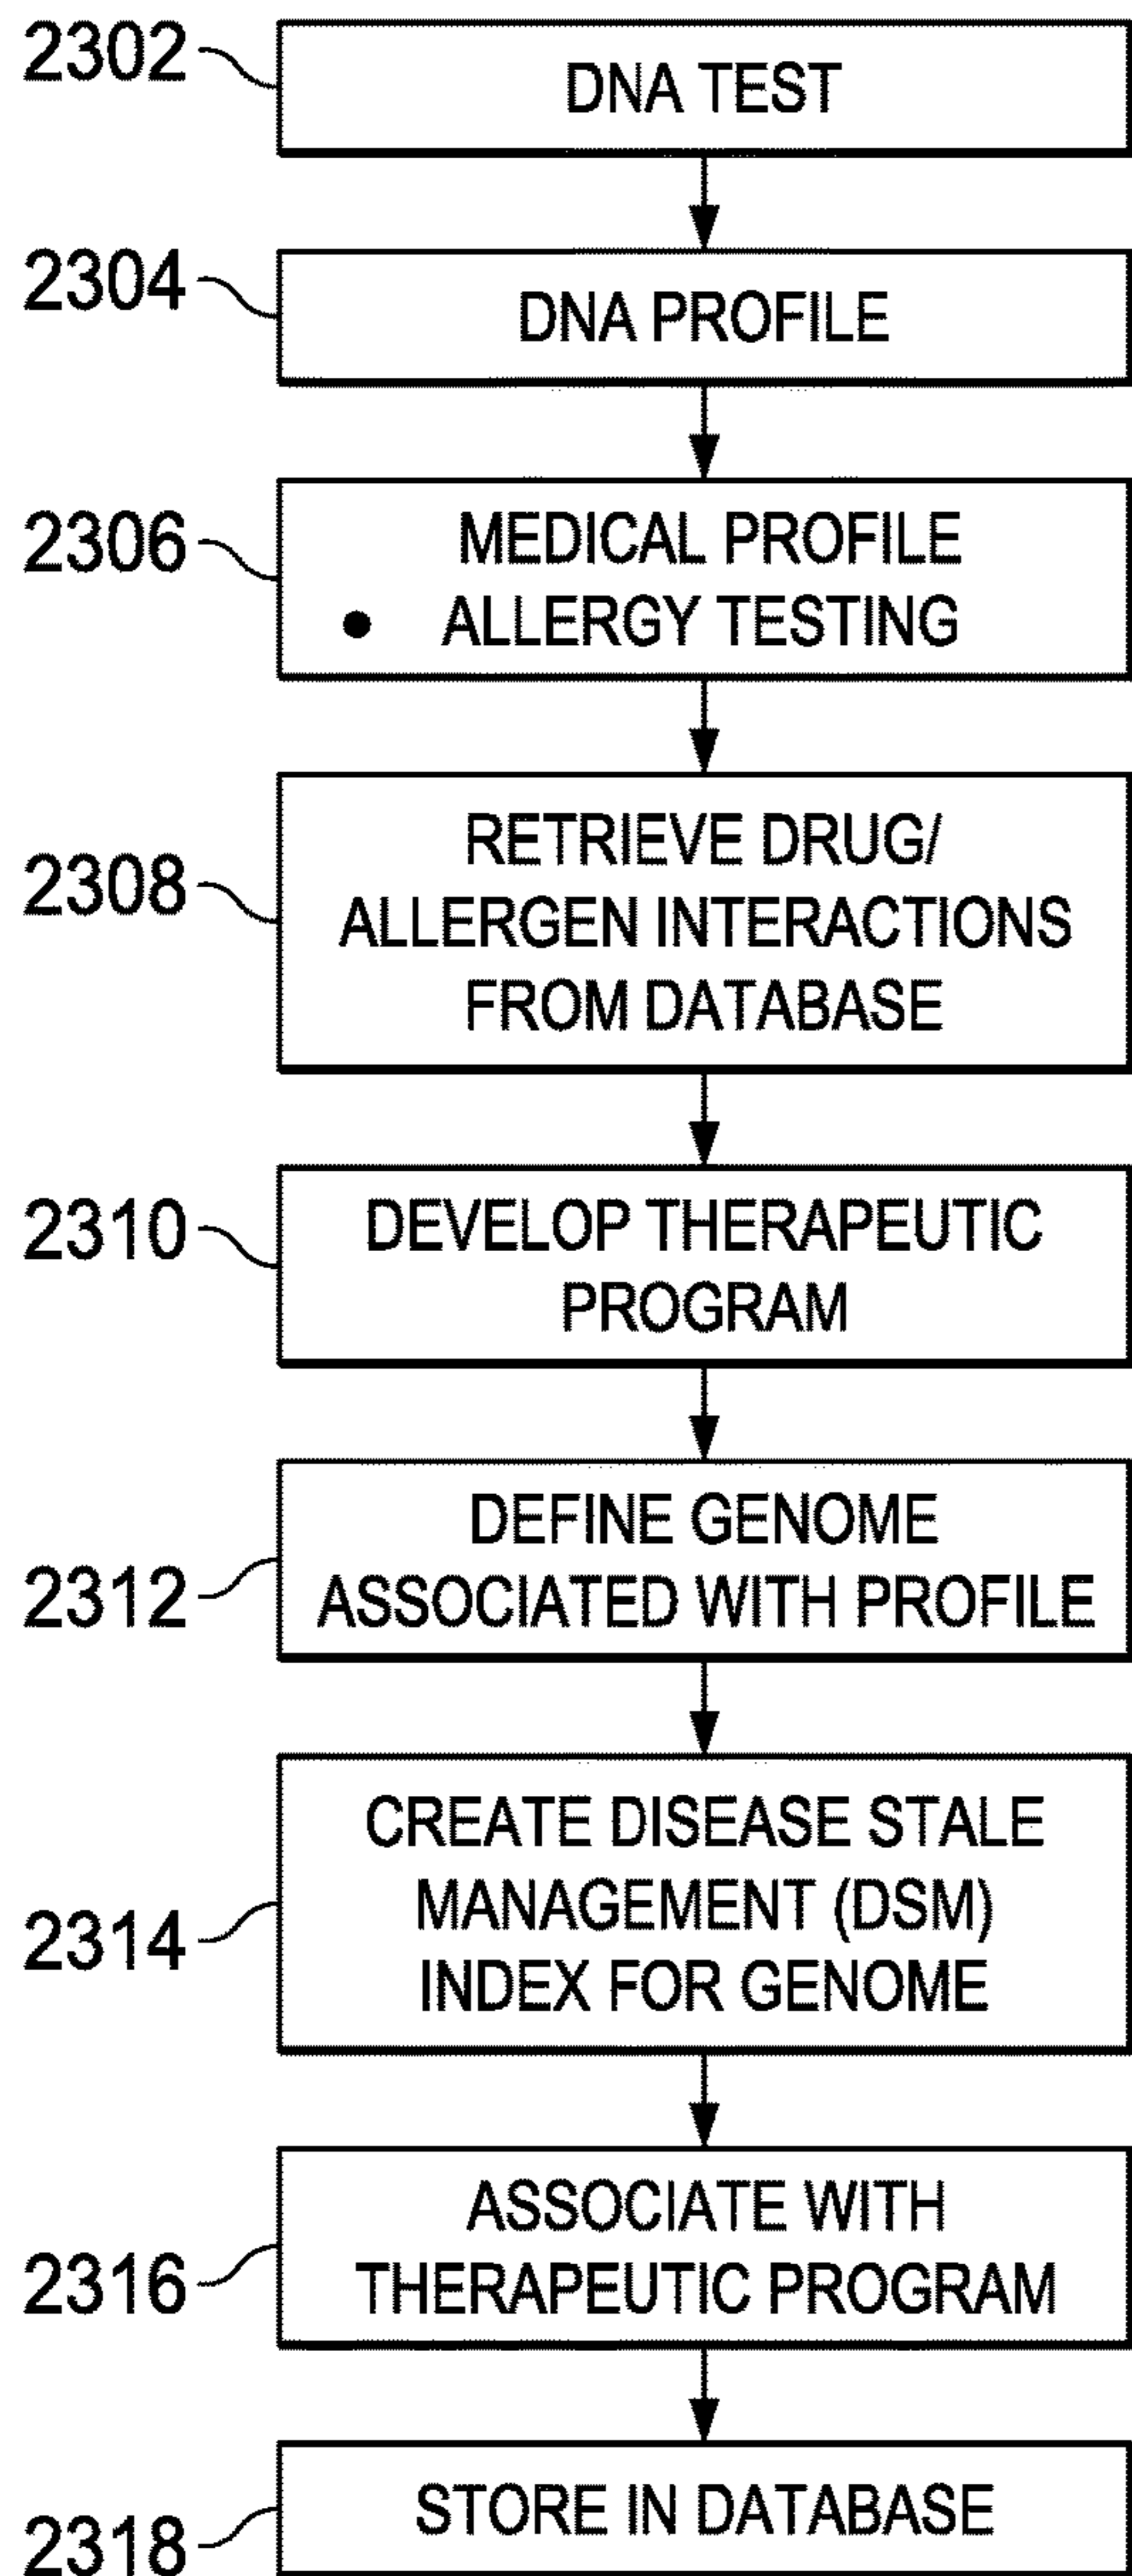 2302
DNA TEST
2304
DNA PROFILE
2306
MEDICAL PROFILE
• ALLERGY TESTING
2308
RETRIEVE DRUG/
ALLERGEN INTERACTIONS
FROM DATABASE
2310
DEVELOP THERAPEUTIC
PROGRAM
2312
DEFINE GENOME
ASSOCIATED WITH PROFILE
2314
CREATE DISEASE STALE
MANAGEMENT (DSM)
INDEX FOR GENOME
2316
ASSOCIATE WITH
THERAPEUTIC PROGRAM
2318
STORE IN DATABASE